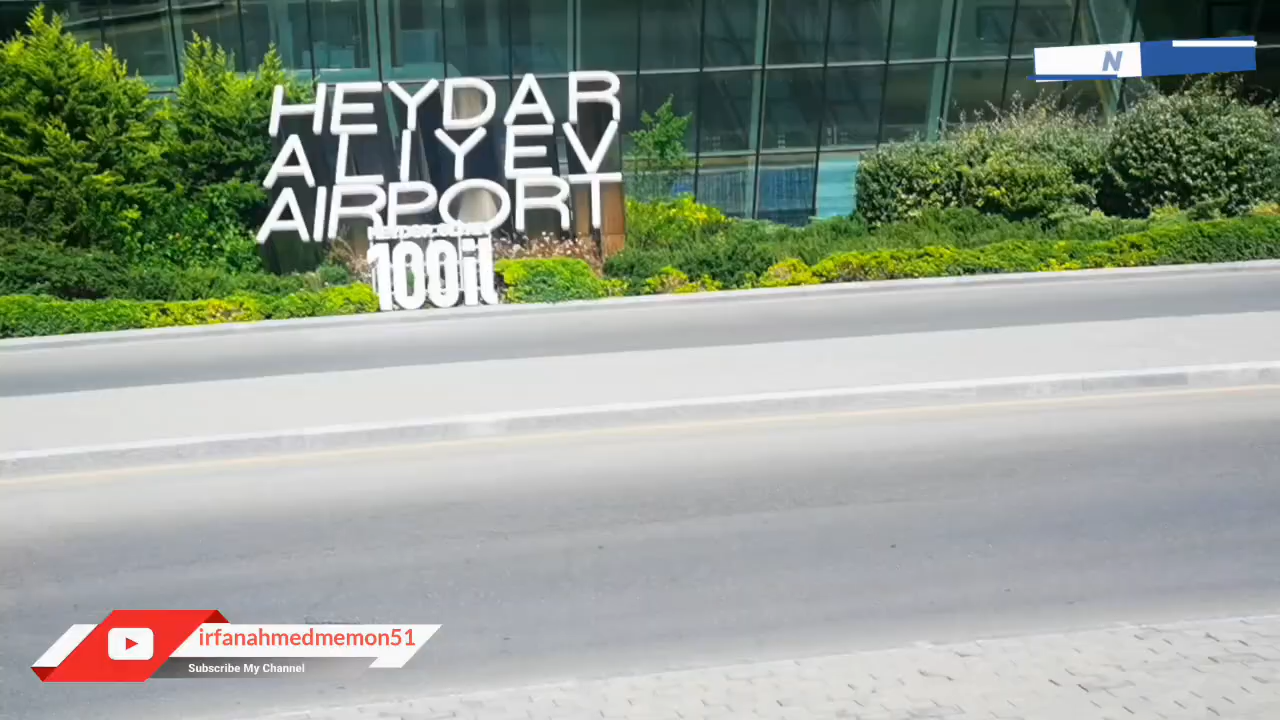 HEYDAR
ALIYEV
AIRPORT
100il
N
irfanahmedmemon51
Subscribe My Channel